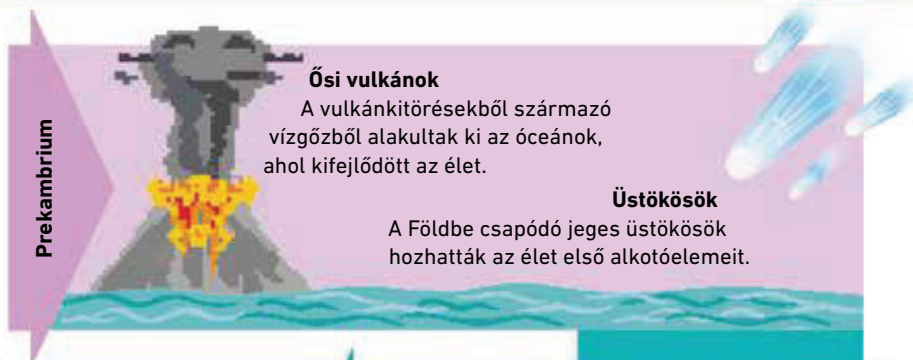 Prekambrium
Ősi vulkánok
A vulkánkitörésekből származó
vízgőzből alakultak ki az óceánok,
ahol kifejlődött az élet.
Üstökösök
A Földbe csapódó jeges üstökösök
hozhatták az élet első alkotóelemeit.